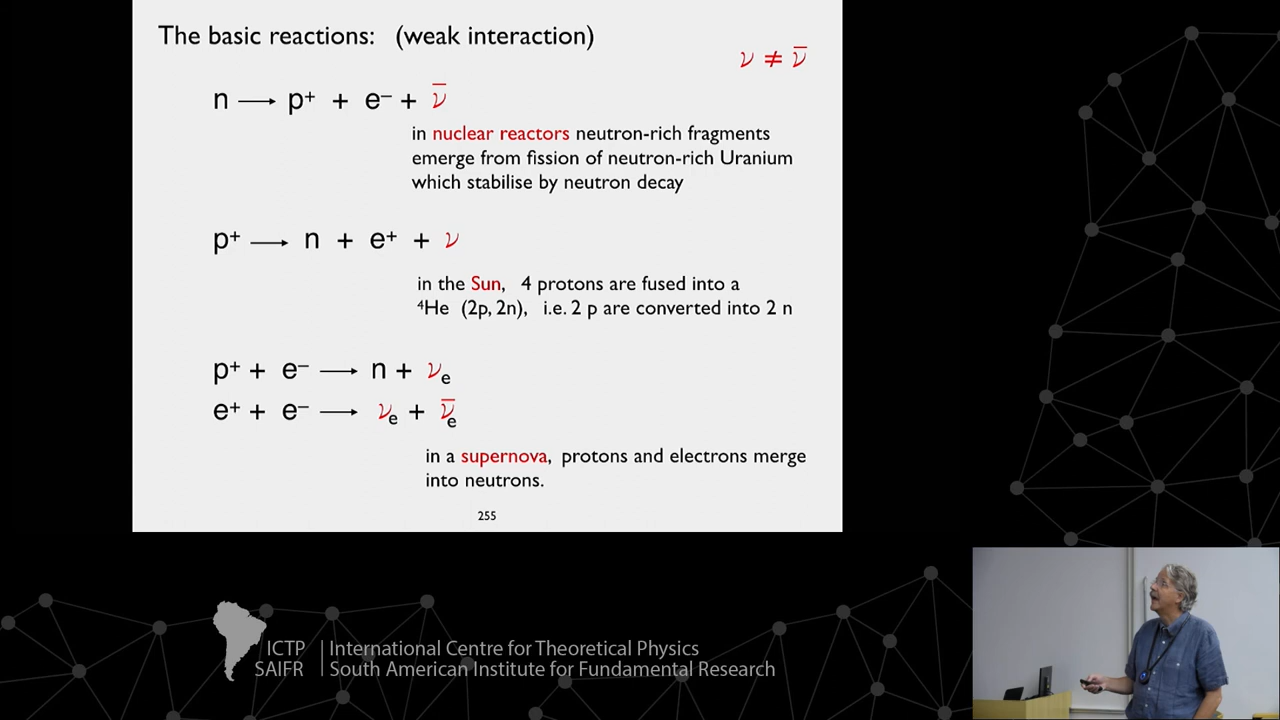 The basic reactions: (weak interaction)
ν ≠ ν̄
n ⟶ p⁺ + e⁻ + ν̄
in nuclear reactors neutron-rich fragments
emerge from fission of neutron-rich Uranium
which stabilise by neutron decay
p⁺ ⟶ n + e⁺ + ν
in the Sun, 4 protons are fused into a
⁴He (2p, 2n), i.e. 2 p are converted into 2 n
p⁺ + e⁻ ⟶ n + νₑ
e⁺ + e⁻ ⟶ νₑ + ν̄ₑ
in a supernova, protons and electrons merge
into neutrons.
255
ICTP | International Centre for Theoretical Physics
SAIFR | South American Institute for Fundamental Research